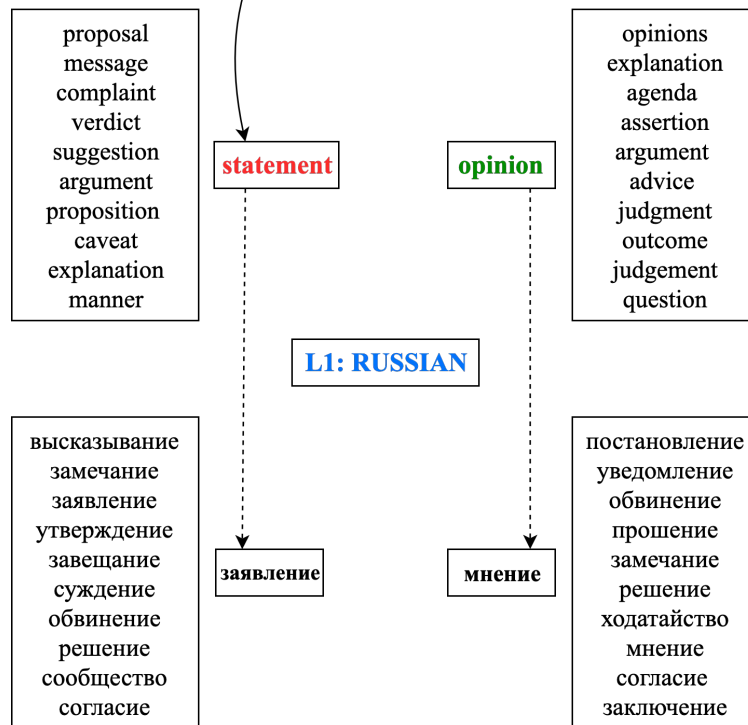 proposal
message
complaint
verdict
suggestion
argument
proposition
caveat
explanation
manner
statement
opinion
opinions
explanation
agenda
assertion
argument
advice
judgment
outcome
judgement
question
L1: RUSSIAN
высказывание
замечание
заявление
утверждение
завещание
суждение
обвинение
решение
сообщество
согласие
заявление
мнение
постановление
уведомление
обвинение
прошение
замечание
решение
ходатайство
мнение
согласие
заключение